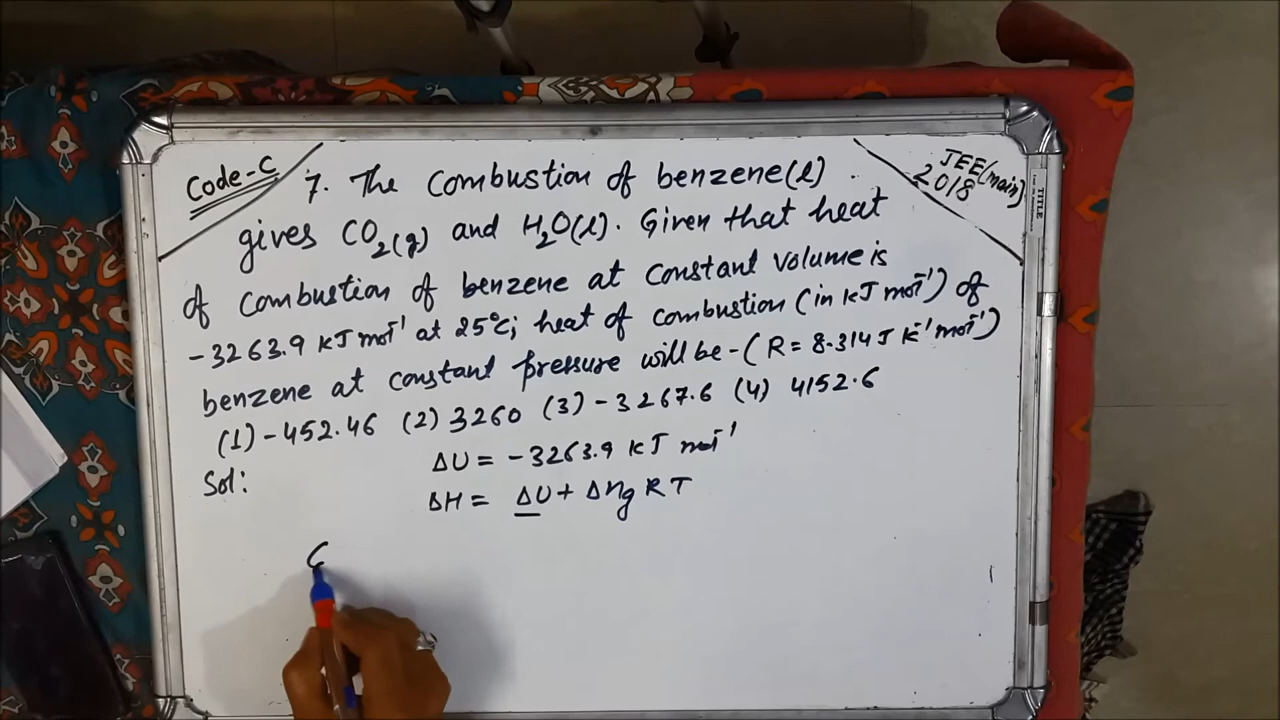 Code-C
JEE(main)
2018
7. The combustion of benzene(l)
gives CO2(g) and H2O(l). Given that heat
of combustion of benzene at constant volume is
-3263.9 kJ mol⁻¹ at 25°C; heat of combustion (in kJ mol⁻¹) of
benzene at constant pressure will be - (R = 8.314 J K⁻¹ mol⁻¹)
(1) -452.46 (2) 3260 (3) -3267.6 (4) 4152.6
Sol:
ΔU = -3263.9 kJ mol⁻¹
ΔH = ΔU + Δng RT
C
TITLE